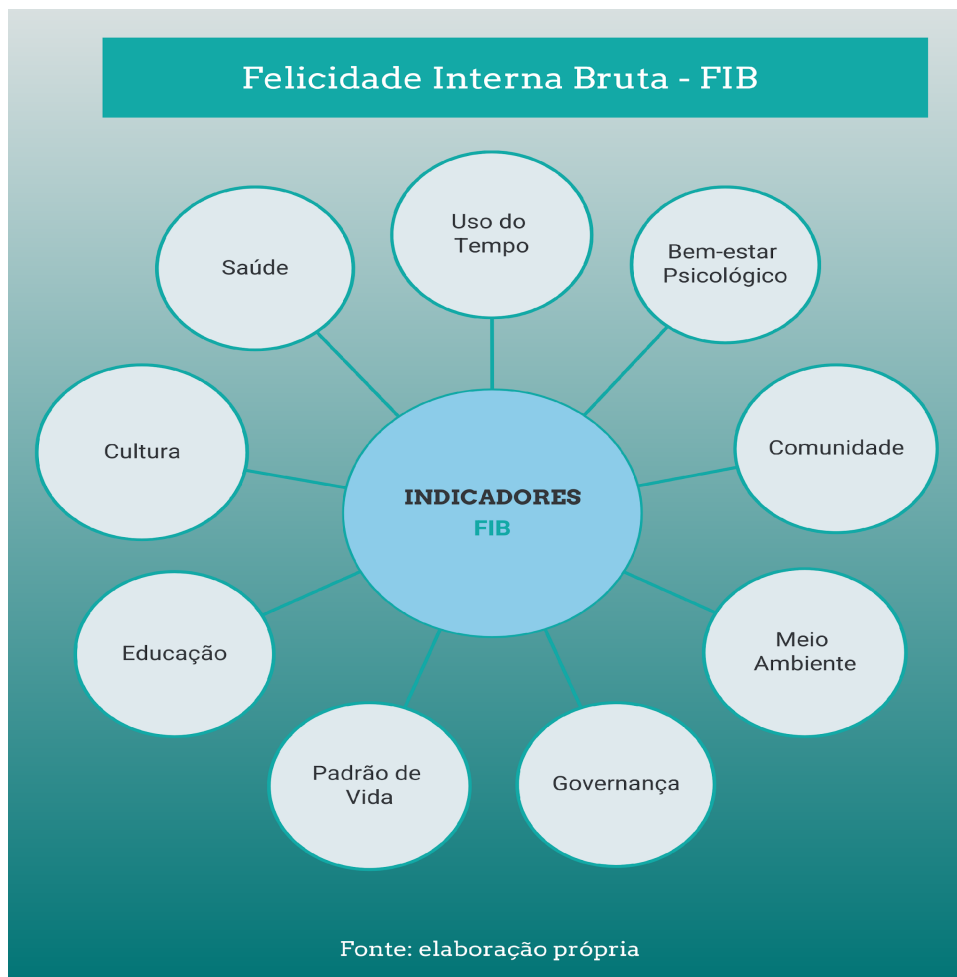 Felicidade Interna Bruta - FIB
Uso do
Tempo
Bem-estar
Psicológico
Saúde
Comunidade
Cultura
INDICADORES
FIB
Meio
Ambiente
Educação
Padrão de
Vida
Governança
Fonte: elaboração própria